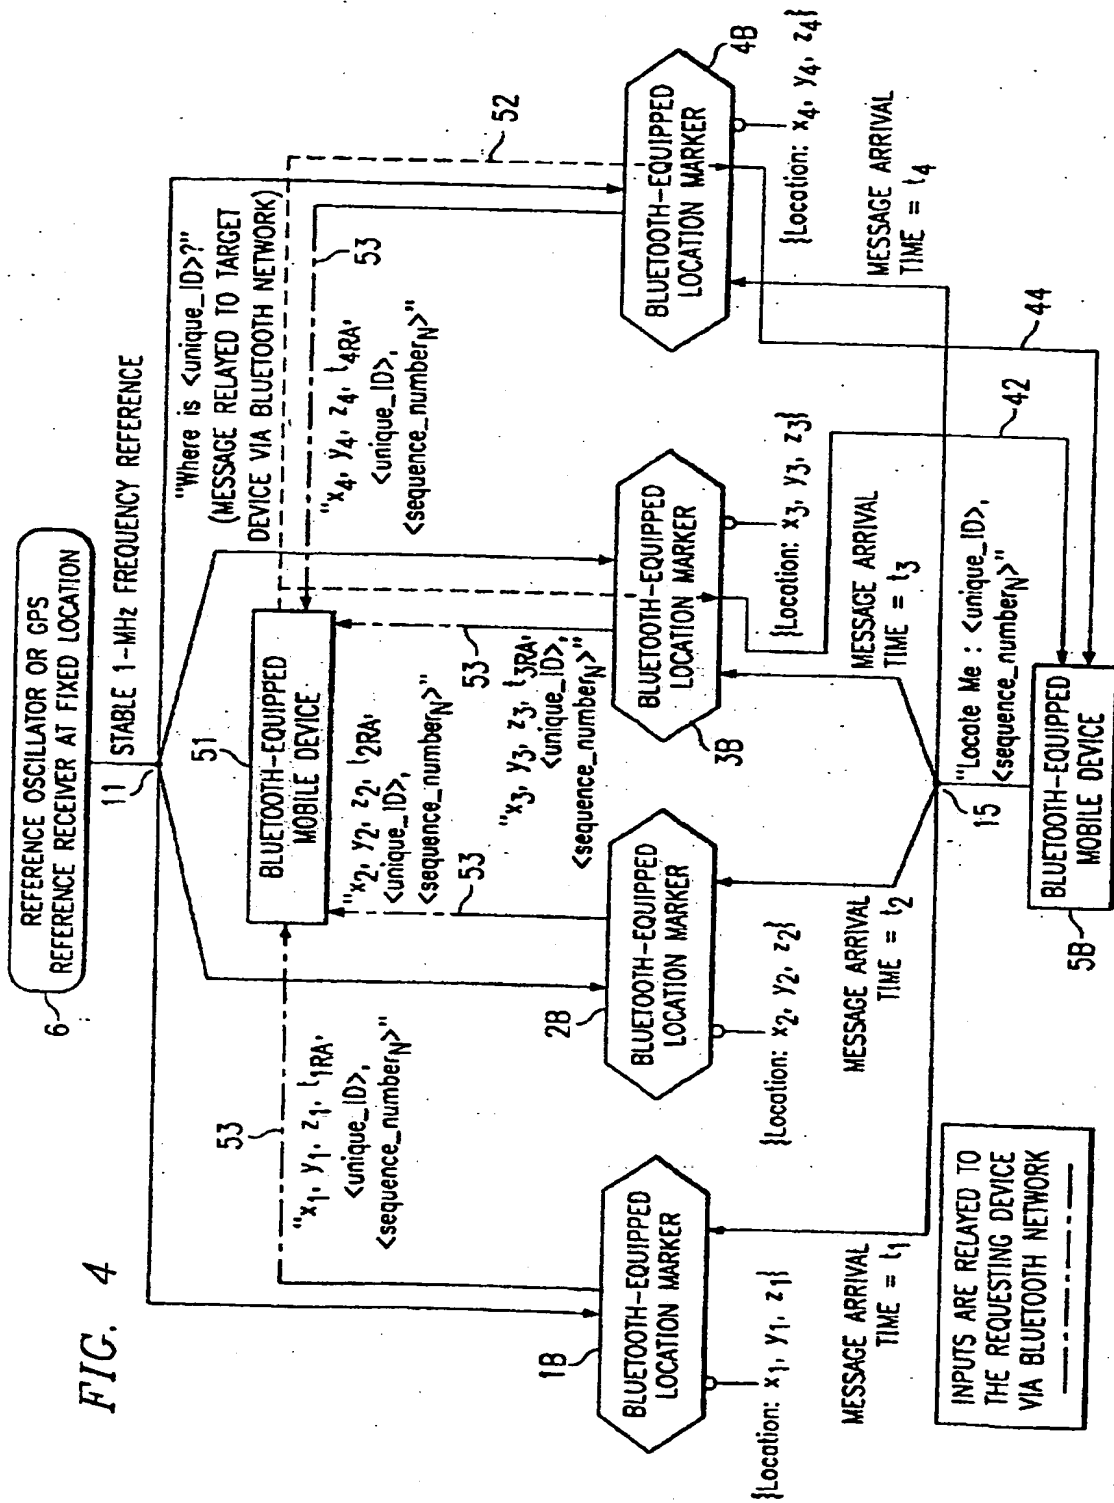 FIG. 4
6
REFERENCE OSCILLATOR OR GPS
REFERENCE RECEIVER AT FIXED LOCATION
11
STABLE 1-MHz FREQUENCY REFERENCE
"Where is <unique_ID>?"
(MESSAGE RELAYED TO TARGET
DEVICE VIA BLUETOOTH NETWORK)
51
BLUETOOTH-EQUIPPED
MOBILE DEVICE
52
53
"x1, y1, z1, t1RA,
<unique_ID>,
<sequence_numberN>"
"x2, y2, z2, t2RA,
<unique_ID>,
<sequence_numberN>"
53
53
"x3, y3, z3, t3RA,
<unique_ID>,
<sequence_numberN>"
53
"x4, y4, z4, t4RA,
<unique_ID>,
<sequence_numberN>"
1B
BLUETOOTH-EQUIPPED
LOCATION MARKER
{Location: x1, y1, z1}
2B
BLUETOOTH-EQUIPPED
LOCATION MARKER
{Location: x2, y2, z2}
3B
BLUETOOTH-EQUIPPED
LOCATION MARKER
{Location: x3, y3, z3}
4B
BLUETOOTH-EQUIPPED
LOCATION MARKER
{Location: x4, y4, z4}
MESSAGE ARRIVAL
TIME = t1
MESSAGE ARRIVAL
TIME = t2
MESSAGE ARRIVAL
TIME = t3
MESSAGE ARRIVAL
TIME = t4
42
44
15
"Locate Me : <unique_ID>,
<sequence_numberN>"
5B
BLUETOOTH-EQUIPPED
MOBILE DEVICE
INPUTS ARE RELAYED TO
THE REQUESTING DEVICE
VIA BLUETOOTH NETWORK